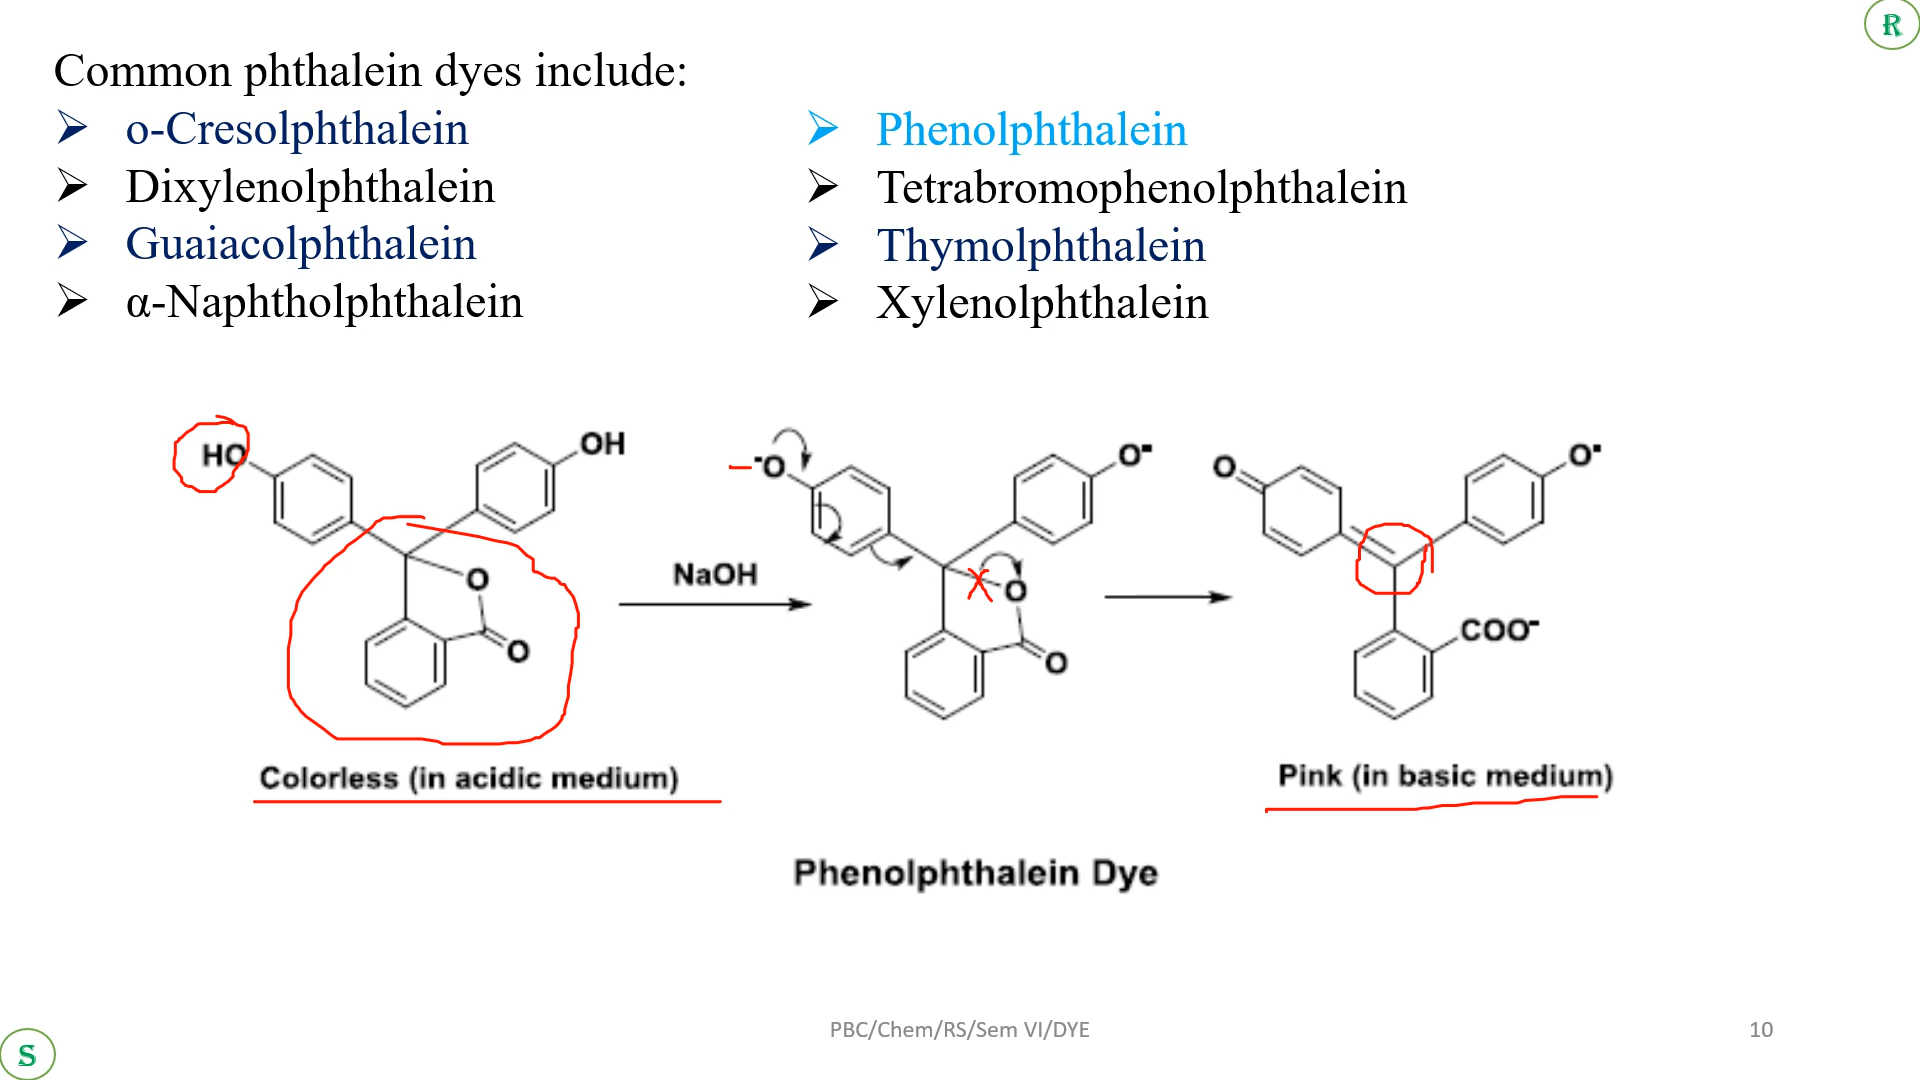 R
Common phthalein dyes include:
➢ o-Cresolphthalein
➢ Dixylenolphthalein
➢ Guaiacolphthalein
➢ α-Naphtholphthalein
➢ Phenolphthalein
➢ Tetrabromophenolphthalein
➢ Thymolphthalein
➢ Xylenolphthalein
HO
OH
O
O
Colorless (in acidic medium)
NaOH
-O
O-
O
O
O
O-
COO-
Pink (in basic medium)
Phenolphthalein Dye
PBC/Chem/RS/Sem VI/DYE
10
S